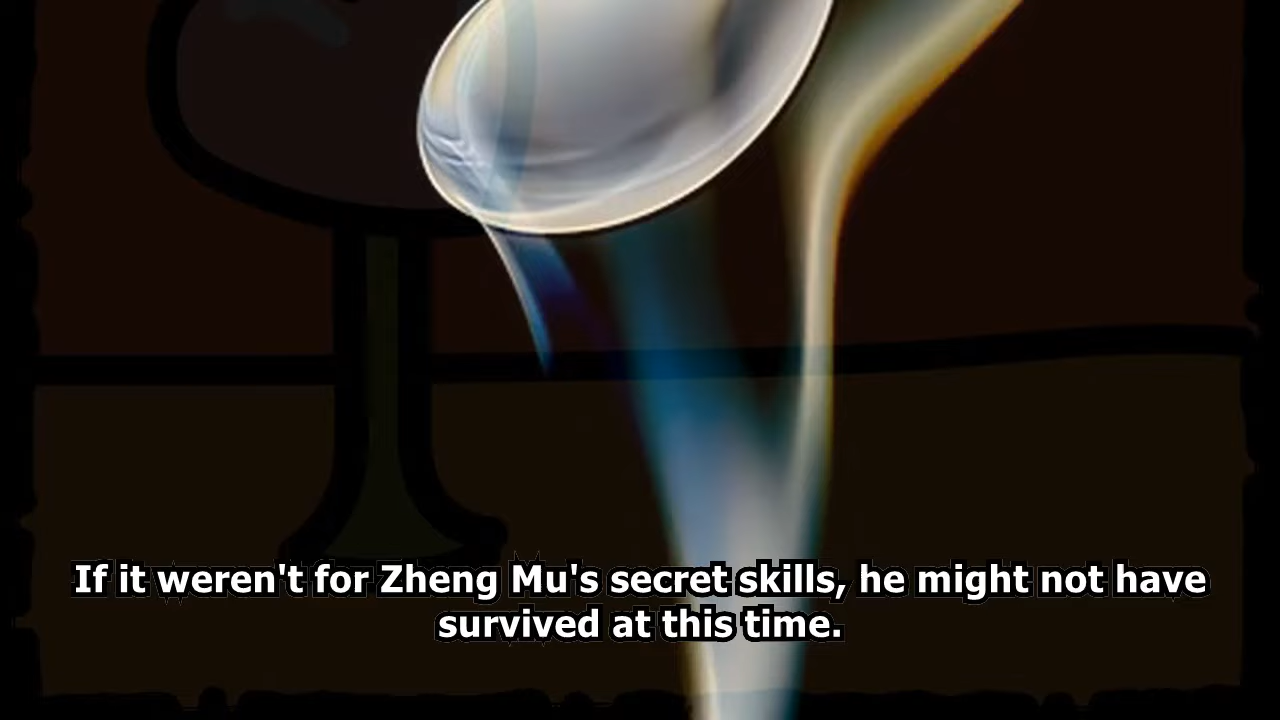 If it weren't for Zheng Mu's secret skills, he might not have
survived at this time.